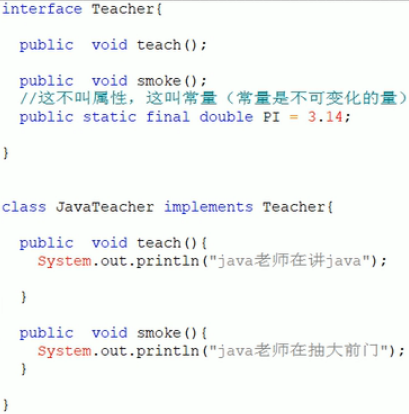 interface Teacher{
public  void teach();
public  void smoke();
//这不叫属性，这叫常量（常量是不可变化的量）
public static final double PI = 3.14;
}
class JavaTeacher implements Teacher{
public  void teach(){
System.out.println("java老师在讲java");
}
public  void smoke(){
System.out.println("java老师在抽大前门");
}
}